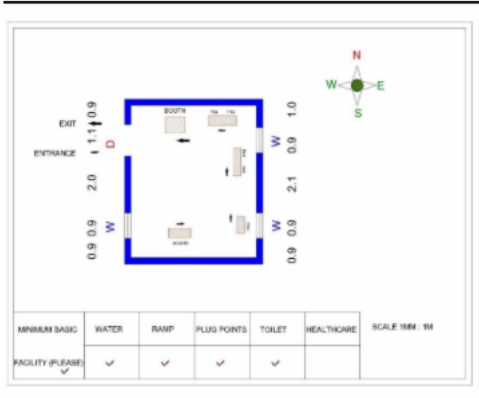 N
W E
S
BOOTH
EXIT
ENTRANCE
D
0.9
1.1
2.0
0.9
0.9
W
W
W
1.0
0.9
2.1
0.9
0.9
MINIMUM BASIC WATER RAMP PLUG POINTS TOILET HEALTHCARE SCALE 1MM : 1M
FACILITY (PLEASE)